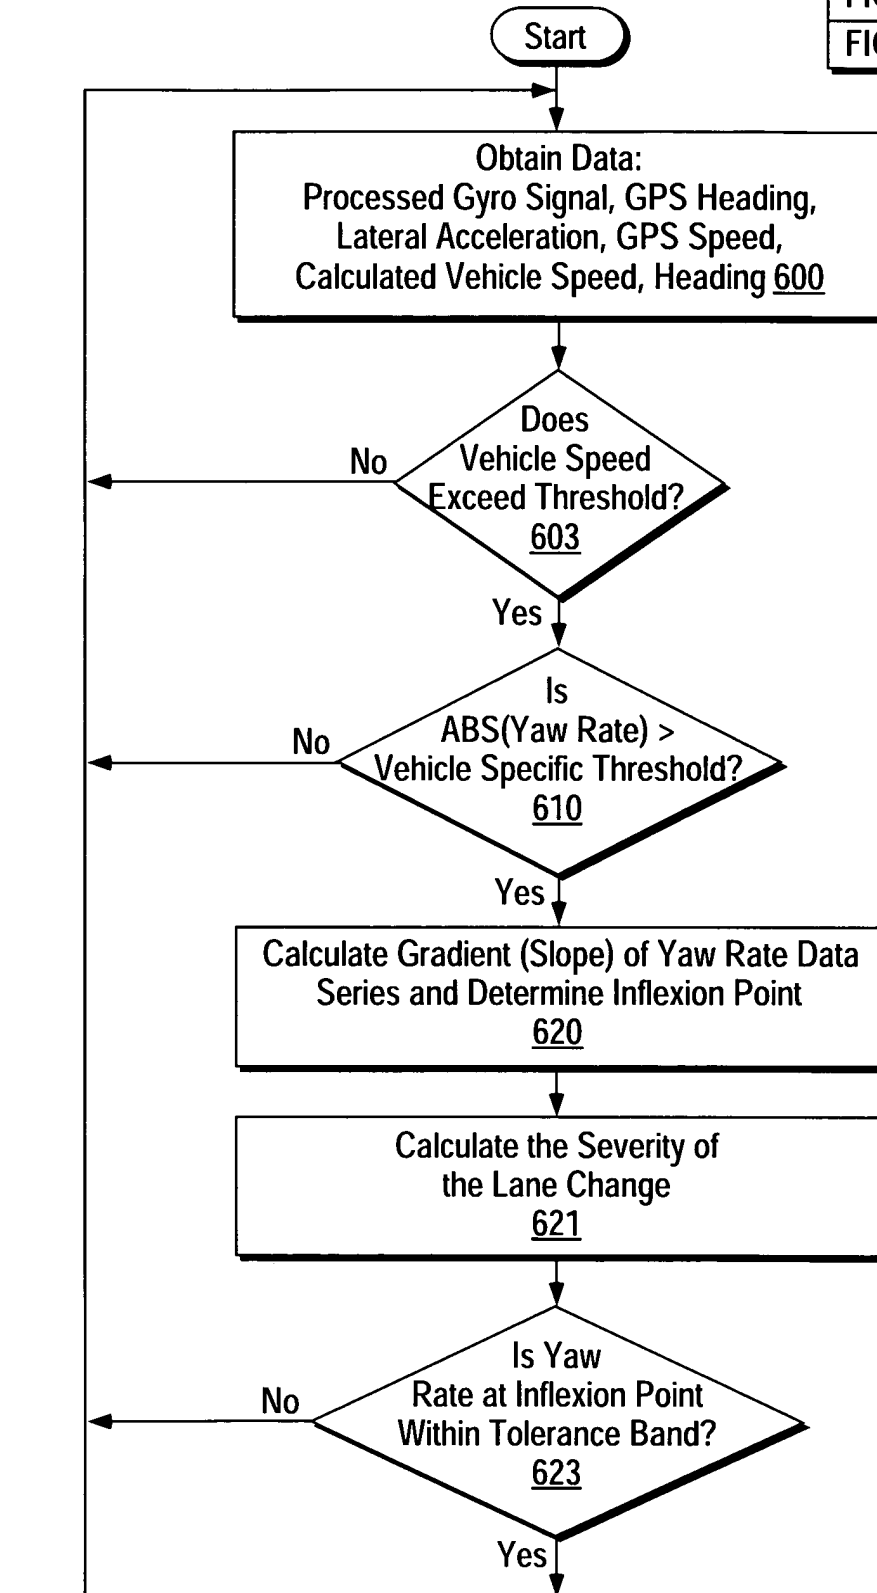 Start
FIG
Obtain Data:
Processed Gyro Signal, GPS Heading,
Lateral Acceleration, GPS Speed,
Calculated Vehicle Speed, Heading 600
Does
Vehicle Speed
Exceed Threshold?
603
No
Yes
Is
ABS(Yaw Rate) >
Vehicle Specific Threshold?
610
No
Yes
Calculate Gradient (Slope) of Yaw Rate Data
Series and Determine Inflexion Point
620
Calculate the Severity of
the Lane Change
621
Is Yaw
Rate at Inflexion Point
Within Tolerance Band?
623
No
Yes